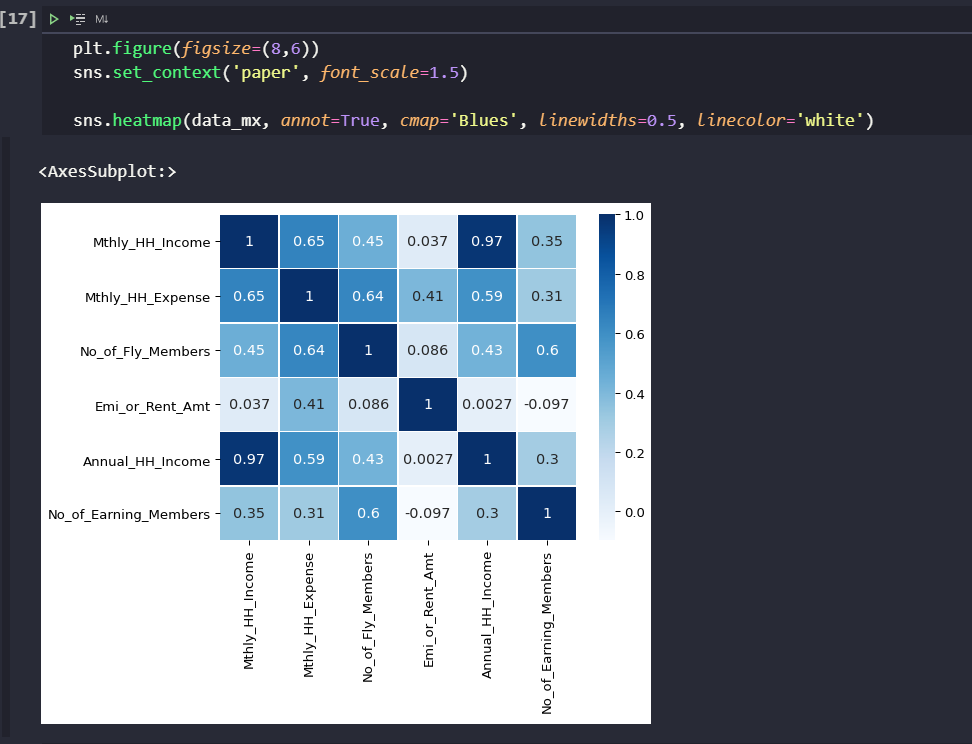 [17] M↓
plt.figure(figsize=(8,6))
sns.set_context('paper', font_scale=1.5)
sns.heatmap(data_mx, annot=True, cmap='Blues', linewidths=0.5, linecolor='white')
<AxesSubplot:>
Mthly_HH_Income 1 0.65 0.45 0.037 0.97 0.35
Mthly_HH_Expense 0.65 1 0.64 0.41 0.59 0.31
No_of_Fly_Members 0.45 0.64 1 0.086 0.43 0.6
Emi_or_Rent_Amt 0.037 0.41 0.086 1 0.0027 -0.097
Annual_HH_Income 0.97 0.59 0.43 0.0027 1 0.3
No_of_Earning_Members 0.35 0.31 0.6 -0.097 0.3 1
Mthly_HH_Income
Mthly_HH_Expense
No_of_Fly_Members
Emi_or_Rent_Amt
Annual_HH_Income
No_of_Earning_Members
1.0
0.8
0.6
0.4
0.2
0.0